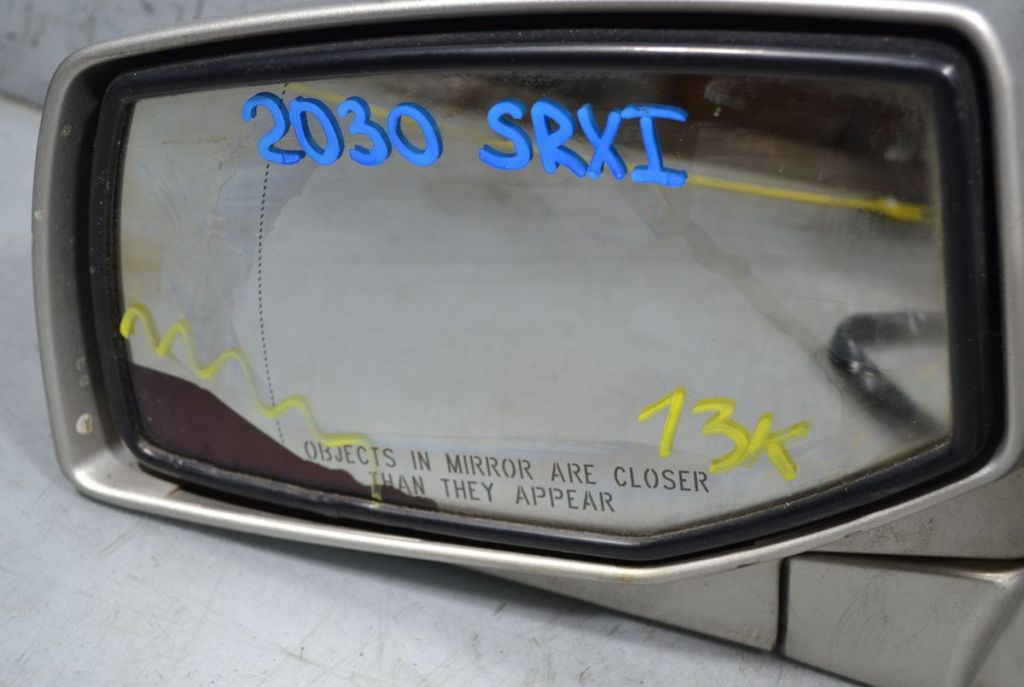 2030 SRXI
13K
OBJECTS IN MIRROR ARE CLOSER
THAN THEY APPEAR